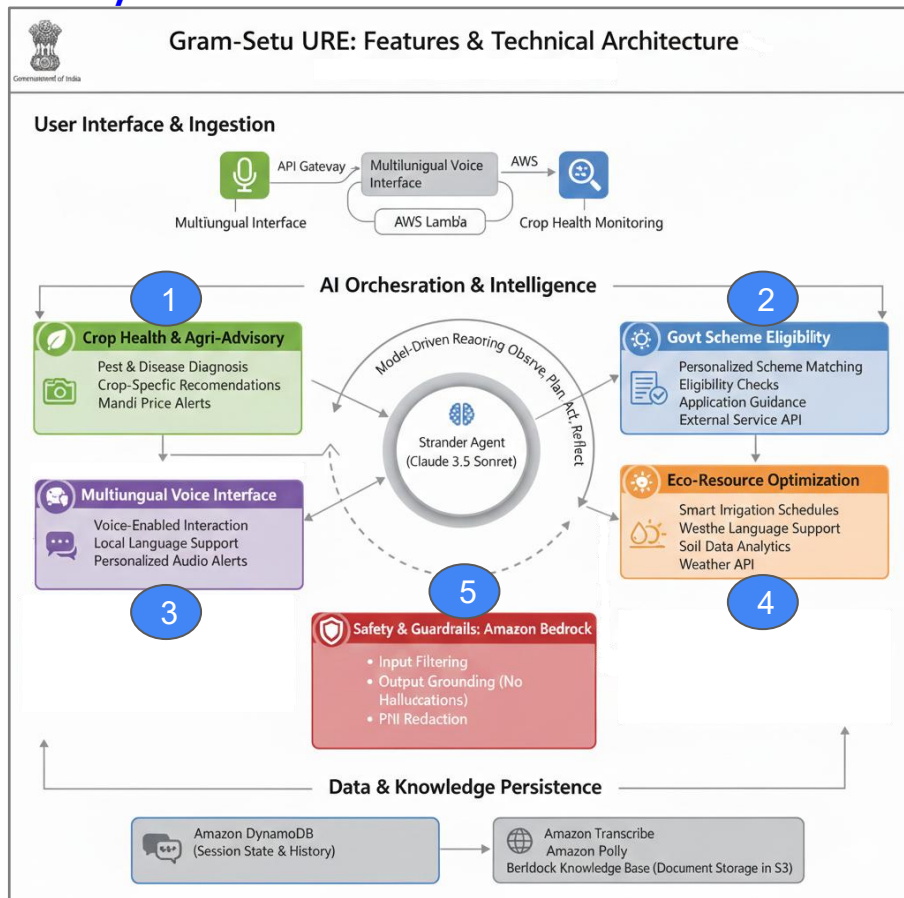 Gram-Setu URE: Features & Technical Architecture
Governmentment of India
User Interface & Ingestion
API Gatevay
Multilunigual Voice
Interface
AWS
AWS Lamb'a
Multiungual Interface
Crop Health Monitoring
AI Orchesration & Intelligence
1
2
Crop Health & Agri-Advisory
Pest & Disease Diagnosis
Crop-Specfic Recomendations
Mandi Price Alerts
Model-Driven Reaoring Obsrve, Plan, Act, Reflect
Govt Scheme Eligibility
Personalized Scheme Matching
Eligibility Checks
Application Guidance
External Service API
Strander Agent
(Claude 3.5 Sonret)
Multiungual Voice Interface
Voice-Enabled Interaction
Local Language Support
Personalized Audio Alerts
Eco-Resource Optimization
Smart Irrigation Schedules
Westhe Language Support
Soil Data Analytics
Weather API
3
5
4
Safety & Guardrails: Amazon Bedrock
• Input Filtering
• Output Grounding (No
Hallucations)
• PNI Redaction
Data & Knowledge Persistence
Amazon DynamoDB
(Session State & History)
Amazon Transcribe
Amazon Polly
Berldock Knowledge Base (Document Storage in S3)